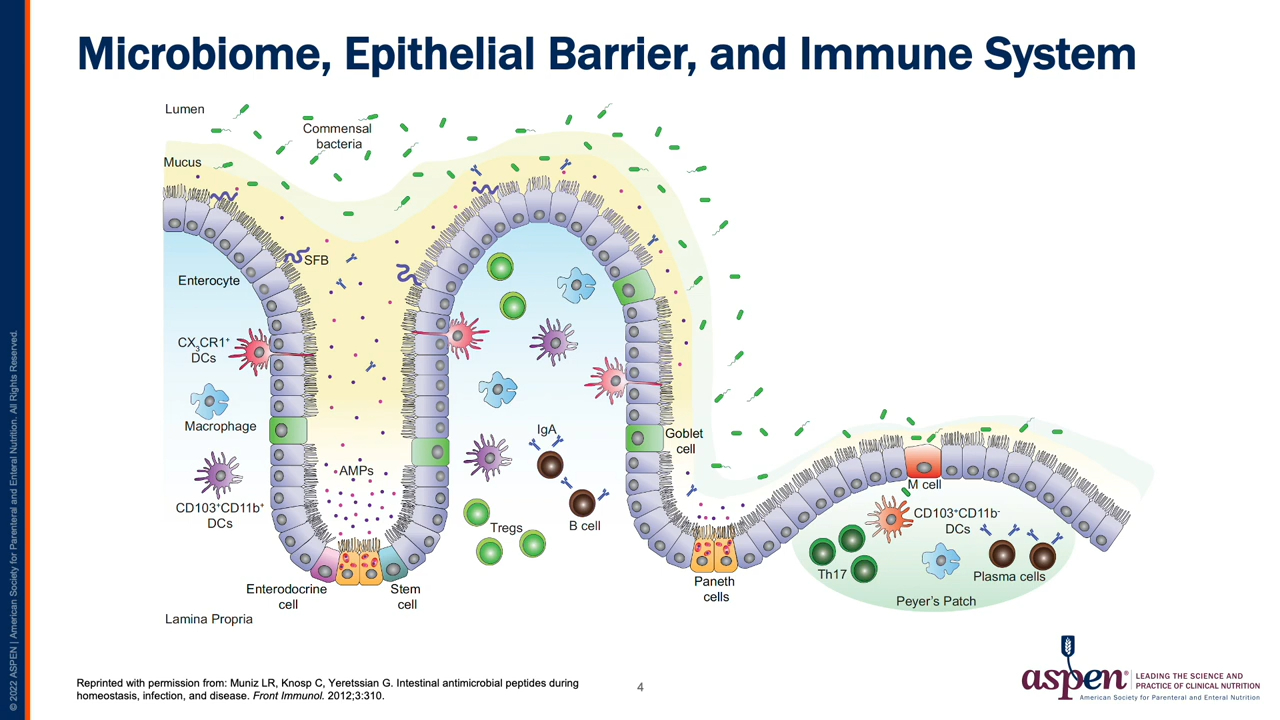 Microbiome, Epithelial Barrier, and Immune System
Lumen
Commensal
bacteria
Mucus
SFB
Enterocyte
CX3CR1+
DCs
Macrophage
CD103+CD11b+
DCs
AMPs
Enterodocrine
cell
Stem
cell
Lamina Propria
IgA
B cell
Tregs
Goblet
cell
Paneth
cells
M cell
CD103+CD11b-
DCs
Th17
Plasma cells
Peyer's Patch
Reprinted with permission from: Muniz LR, Knosp C, Yeretssian G. Intestinal antimicrobial peptides during
homeostasis, infection, and disease. Front Immunol. 2012;3:310.
4
aspen®
LEADING THE SCIENCE AND
PRACTICE OF CLINICAL NUTRITION
American Society for Parenteral and Enteral Nutrition
© 2022 ASPEN | American Society for Parenteral and Enteral Nutrition. All Rights Reserved.